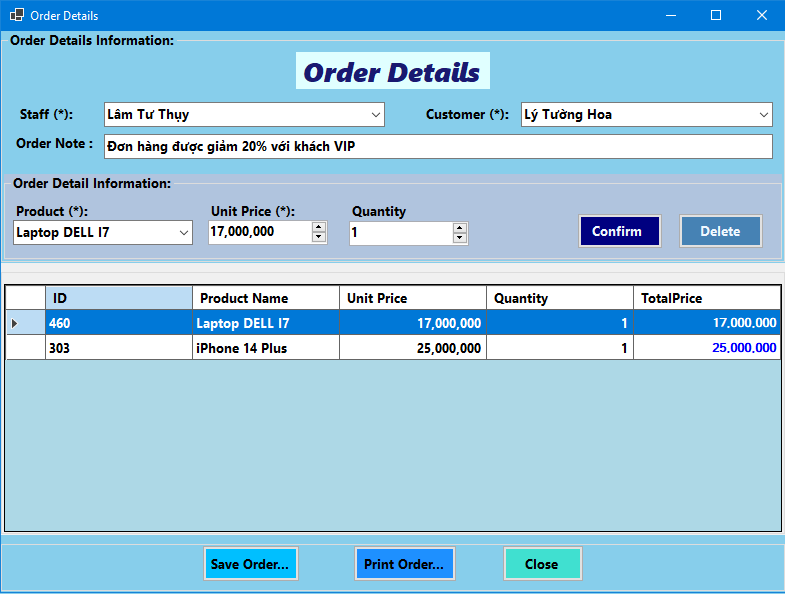 Order Details
Order Details Information:
Order Details
Staff (*): Lâm Tư Thụy Customer (*): Lý Tường Hoa
Order Note : Đơn hàng được giảm 20% với khách VIP
Order Detail Information:
Product (*): Unit Price (*): Quantity
Laptop DELL I7 17,000,000 1 Confirm Delete
ID Product Name Unit Price Quantity TotalPrice
460 Laptop DELL I7 17,000,000 1 17,000,000
303 iPhone 14 Plus 25,000,000 1 25,000,000
Save Order... Print Order... Close